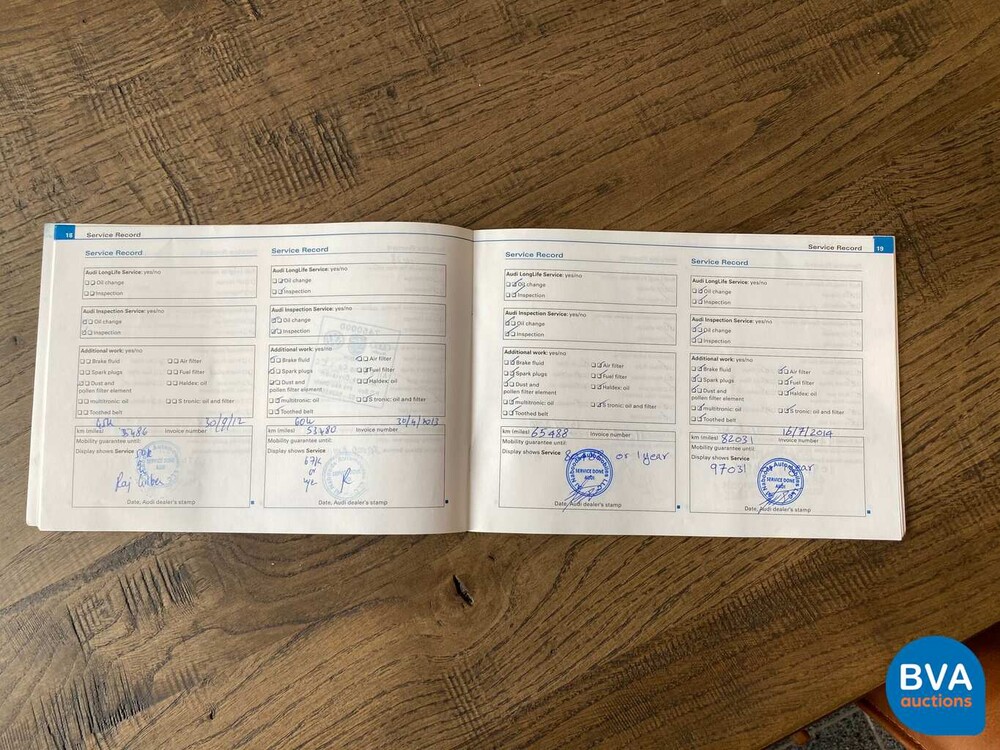 18 Service Record
Service Record
Audi LongLife Service: yes/no
Oil change
Inspection
Audi Inspection Service: yes/no
Oil change
Inspection
Additional work: yes/no
Brake fluid Air filter
Spark plugs Fuel filter
Dust and Haldex: oil
pollen filter element
multitronic: oil S tronic: oil and filter
Toothed belt
30/9/12
km (miles) Invoice number
Mobility guarantee until:
Display shows Service
SERVICE DONE
Date, Audi dealer's stamp
Service Record
Audi LongLife Service: yes/no
Oil change
Inspection
Audi Inspection Service: yes/no
Oil change
Inspection
Additional work: yes/no
Brake fluid Air filter
Spark plugs Fuel filter
Dust and Haldex: oil
pollen filter element
multitronic: oil S tronic: oil and filter
Toothed belt
60K 30/4/2013
km (miles) 53480 Invoice number
Mobility guarantee until:
Display shows Service
67K
or
SERVICE DONE
Date, Audi dealer's stamp
Service Record 19
Service Record
Audi LongLife Service: yes/no
Oil change
Inspection
Audi Inspection Service: yes/no
Oil change
Inspection
Additional work: yes/no
Brake fluid Air filter
Spark plugs Fuel filter
Dust and Haldex: oil
pollen filter element
multitronic: oil S tronic: oil and filter
Toothed belt
km (miles) 65488 Invoice number
Mobility guarantee until:
Display shows Service or 1 year
SERVICE DONE
AUDI
Date, Audi dealer's stamp
Service Record
Audi LongLife Service: yes/no
Oil change
Inspection
Audi Inspection Service: yes/no
Oil change
Inspection
Additional work: yes/no
Brake fluid Air filter
Spark plugs Fuel filter
Dust and Haldex: oil
pollen filter element
multitronic: oil S tronic: oil and filter
Toothed belt
16/7/2014
km (miles) 82031 Invoice number
Mobility guarantee until:
Display shows Service
97031 year
SERVICE DONE
AUDI
Date, Audi dealer's stamp
BVA
auctions